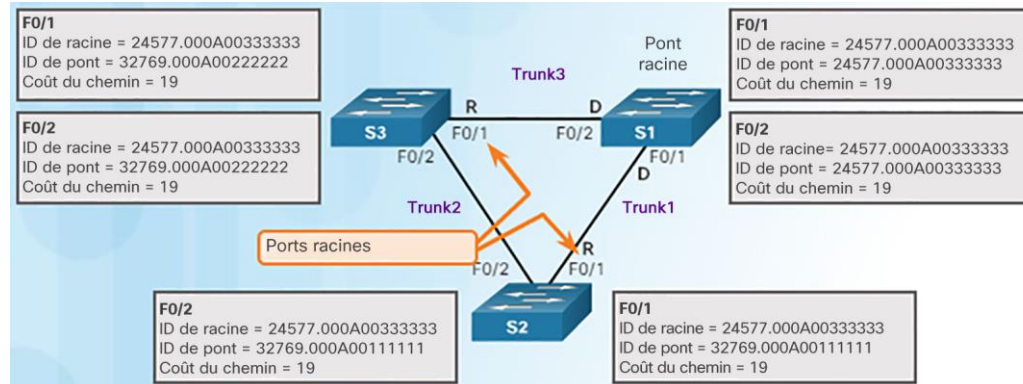 F0/1
ID de racine = 24577.000A00333333
ID de pont = 32769.000A00222222
Coût du chemin = 19
F0/2
ID de racine = 24577.000A00333333
ID de pont = 32769.000A00222222
Coût du chemin = 19
Pont
racine
Trunk3
R
D
S3
F0/1
F0/2
S1
F0/2
F0/1
D
F0/1
ID de racine = 24577.000A00333333
ID de pont = 24577.000A00333333
Coût du chemin = 19
F0/2
ID de racine= 24577.000A00333333
ID de pont = 24577.000A00333333
Coût du chemin = 19
Trunk2
Trunk1
Ports racines
R
F0/2
F0/1
S2
F0/2
ID de racine = 24577.000A00333333
ID de pont = 32769.000A00111111
Coût du chemin = 19
F0/1
ID de racine = 24577.000A00333333
ID de pont = 32769.000A00111111
Coût du chemin = 19